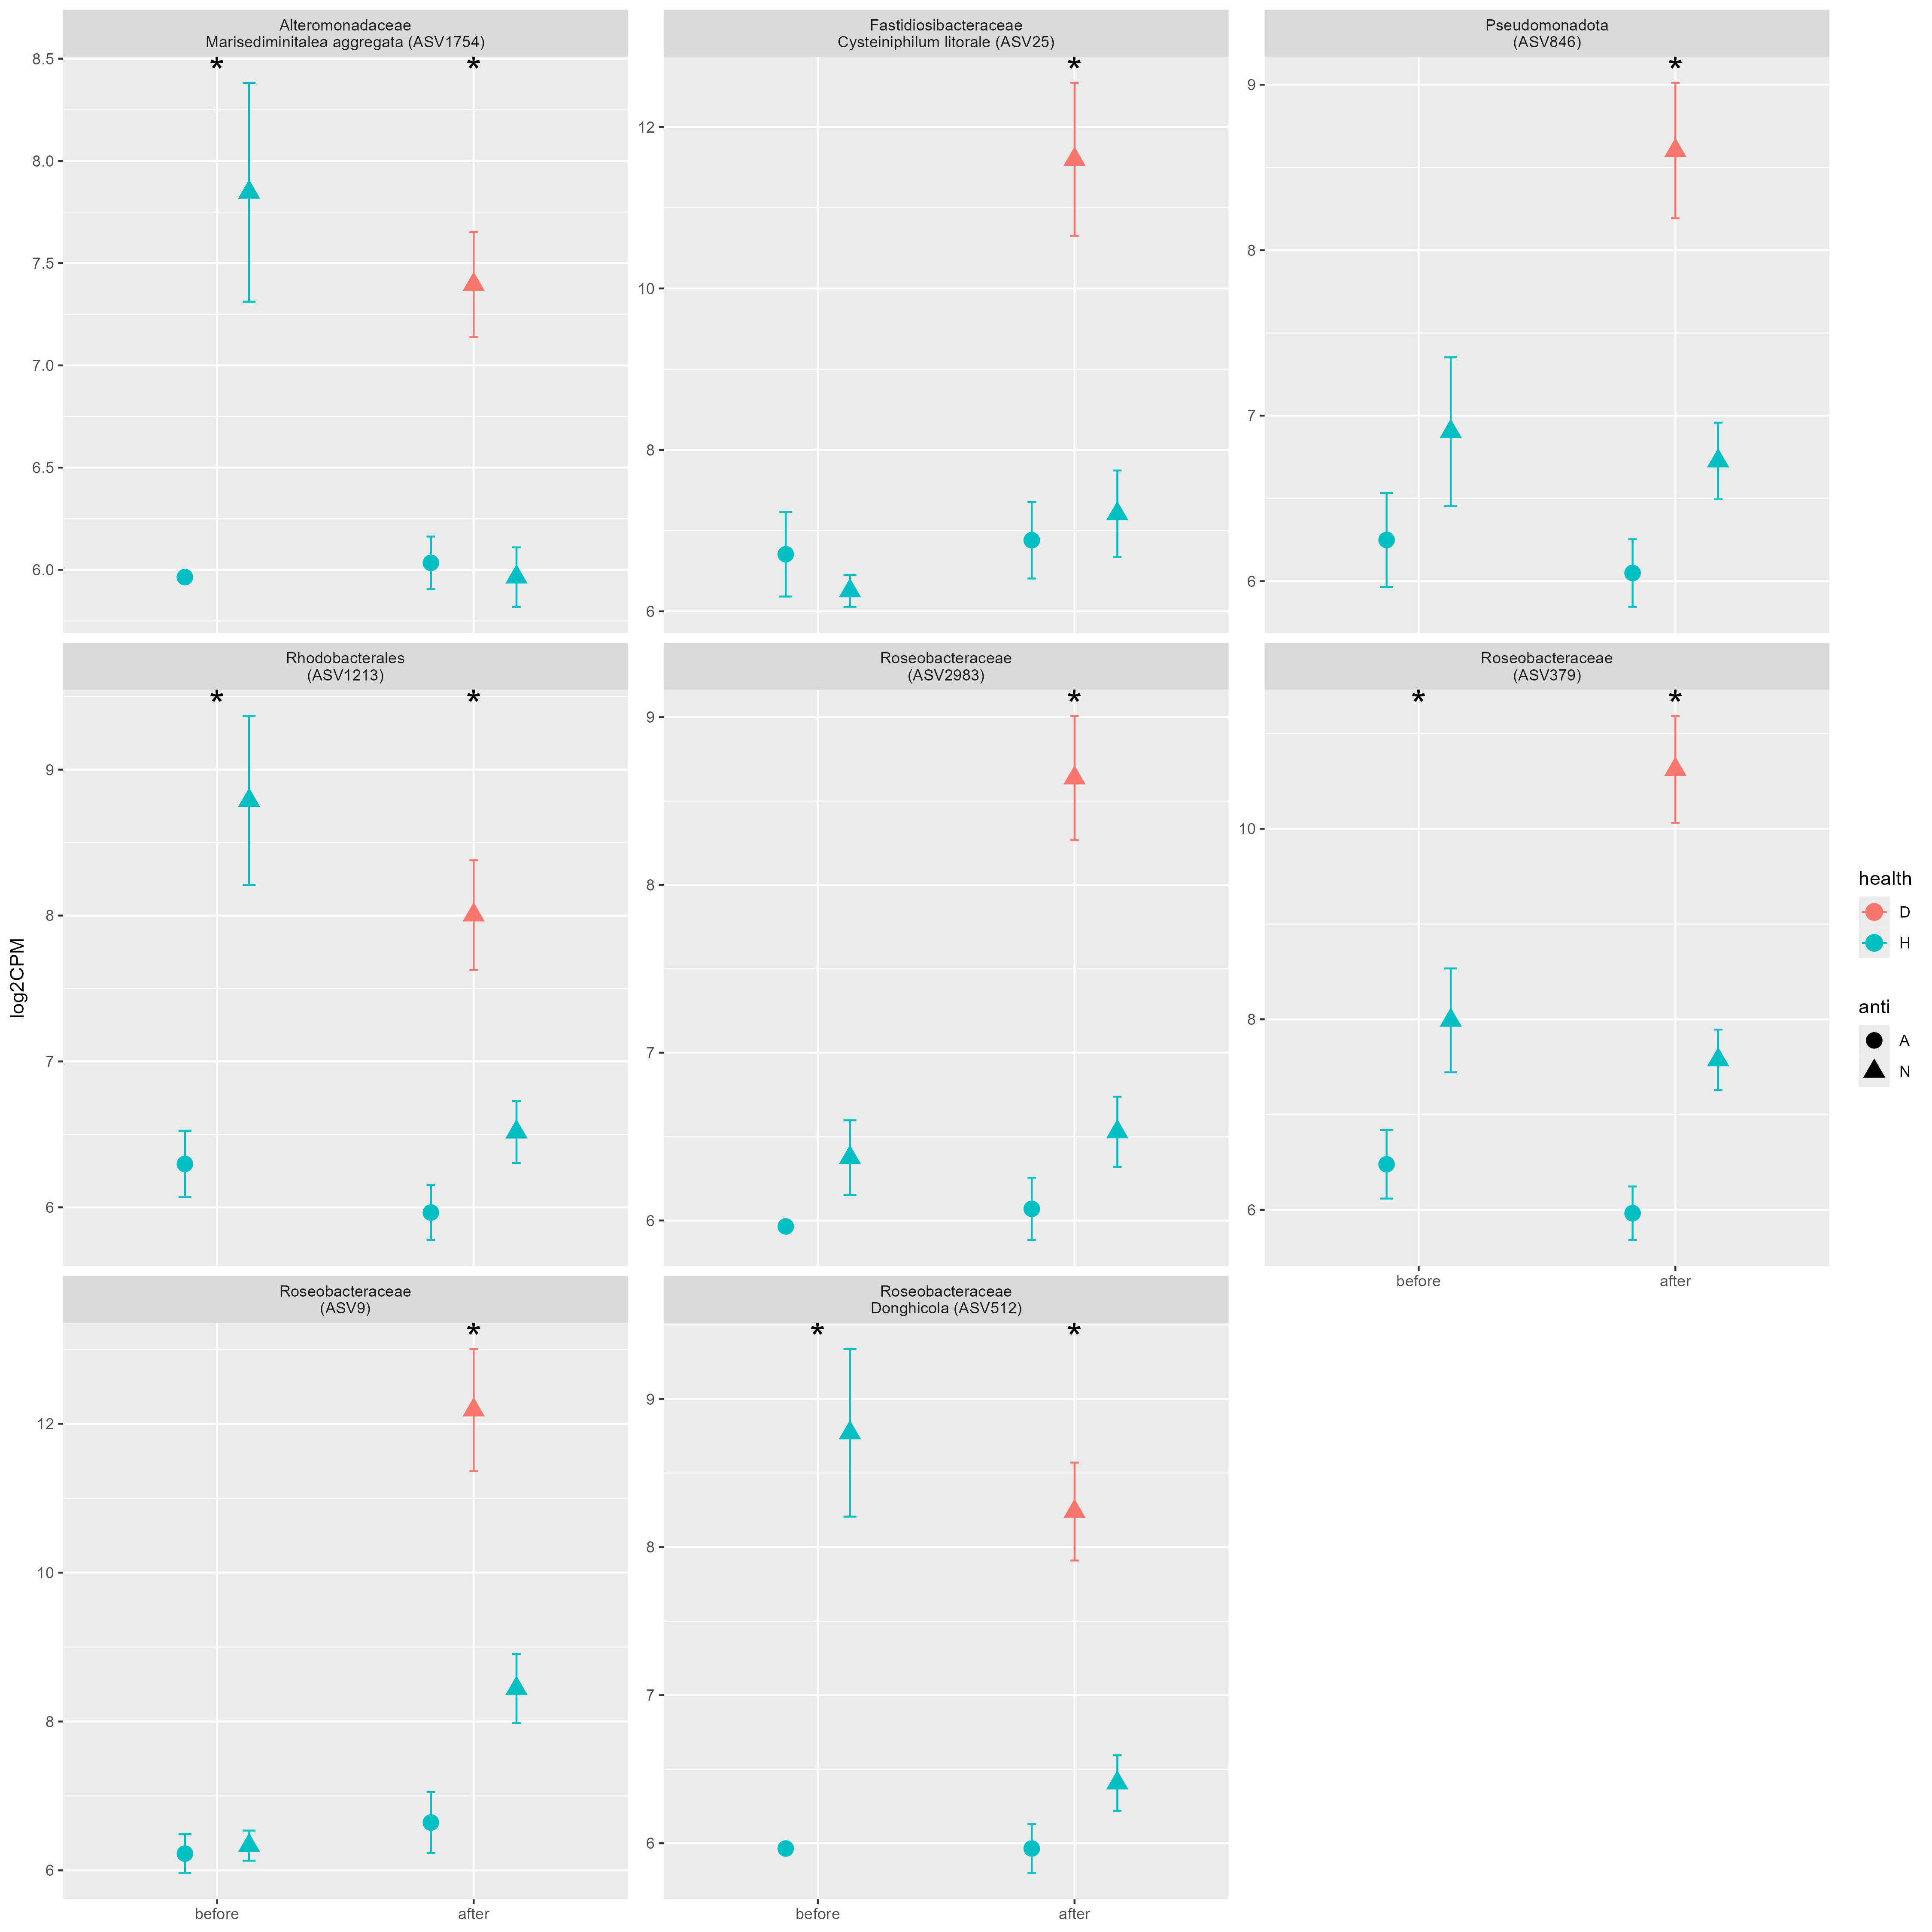 Alteromonadaceae
Marisediminitalea aggregata (ASV1754)
Fastidiosibacteraceae
Cysteiniphilum litorale (ASV25)
Pseudomonadota
(ASV846)
* *
*
*
8.5
8.0
7.5
7.0
6.5
6.0
12
10
8
6
9
8
7
6
Rhodobacterales
(ASV1213)
Roseobacteraceae
(ASV2983)
Roseobacteraceae
(ASV379)
* *
*
* *
9
8
7
6
9
8
7
6
10
8
6
before after
Roseobacteraceae
(ASV9)
Roseobacteraceae
Donghicola (ASV512)
*
* *
12
10
8
6
9
8
7
6
before after
before after
log2CPM
health
D
H
anti
A
N